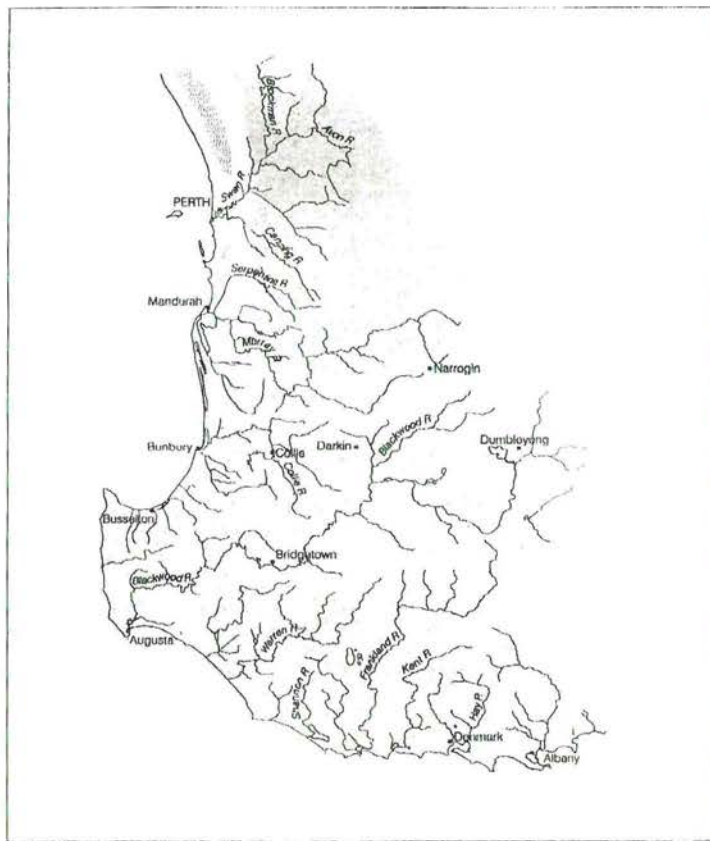 Brockman R
Avon R
Swan R
PERTH
Canning R
Serpentine R
Mandurah
Murray R
Narrogin
Blackwood R
Dumbleyung
Bunbury
Collie
Darkin
Collie R
Busselton
Bridgetown
Blackwood R
Augusta
Warren R
Frankland R
Kent R
Shannon R
Hay R
Denmark
Albany